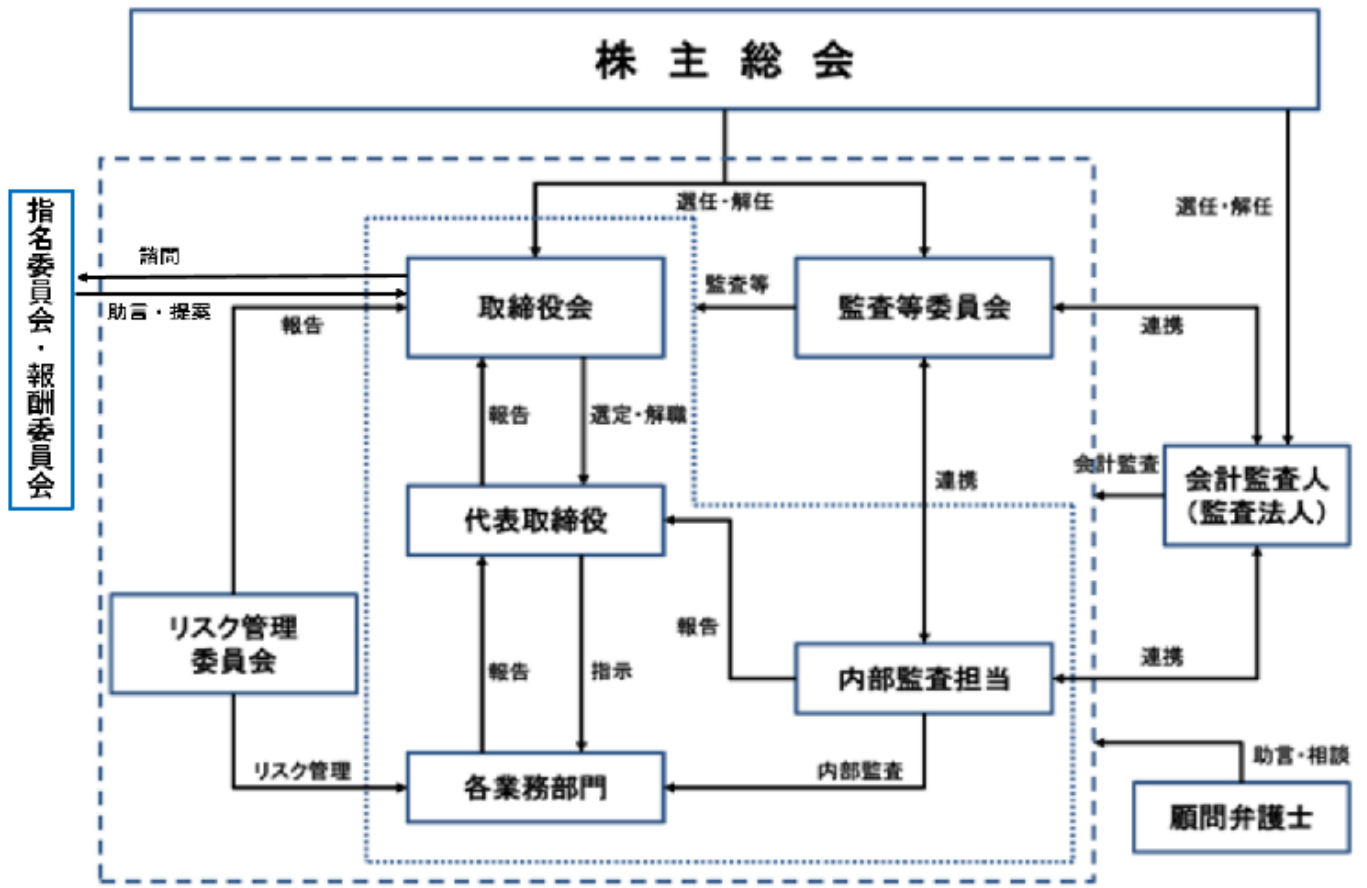 株主総会
選任・解任
選任・解任
指名委員会・報酬委員会
諮問
助言・提案
報告
取締役会
監査等
監査等委員会
連携
報告
選定・解職
連携
会計監査
会計監査人
(監査法人)
代表取締役
リスク管理
委員会
報告
指示
報告
内部監査担当
連携
リスク管理
各業務部門
内部監査
助言・相談
顧問弁護士